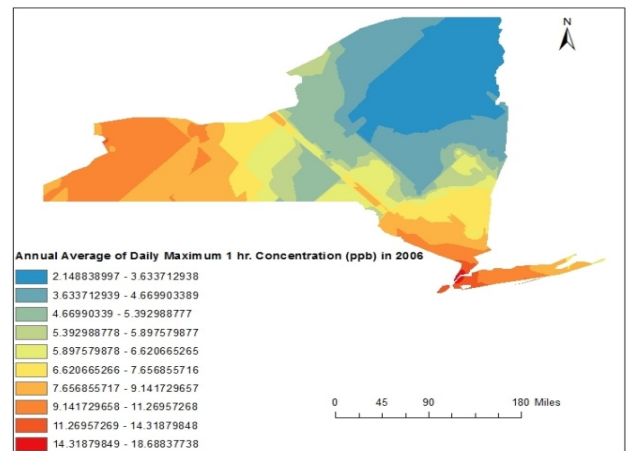 N
Annual Average of Daily Maximum 1 hr. Concentration (ppb) in 2006
2.148838997 - 3.633712938
3.633712939 - 4.669903389
4.66990339 - 5.392988777
5.392988778 - 5.897579877
5.897579878 - 6.620665265
6.620665266 - 7.656855716
7.656855717 - 9.141729657
9.141729658 - 11.26957268
11.26957269 - 14.31879848
14.31879849 - 18.68837738
0 45 90 180 Miles